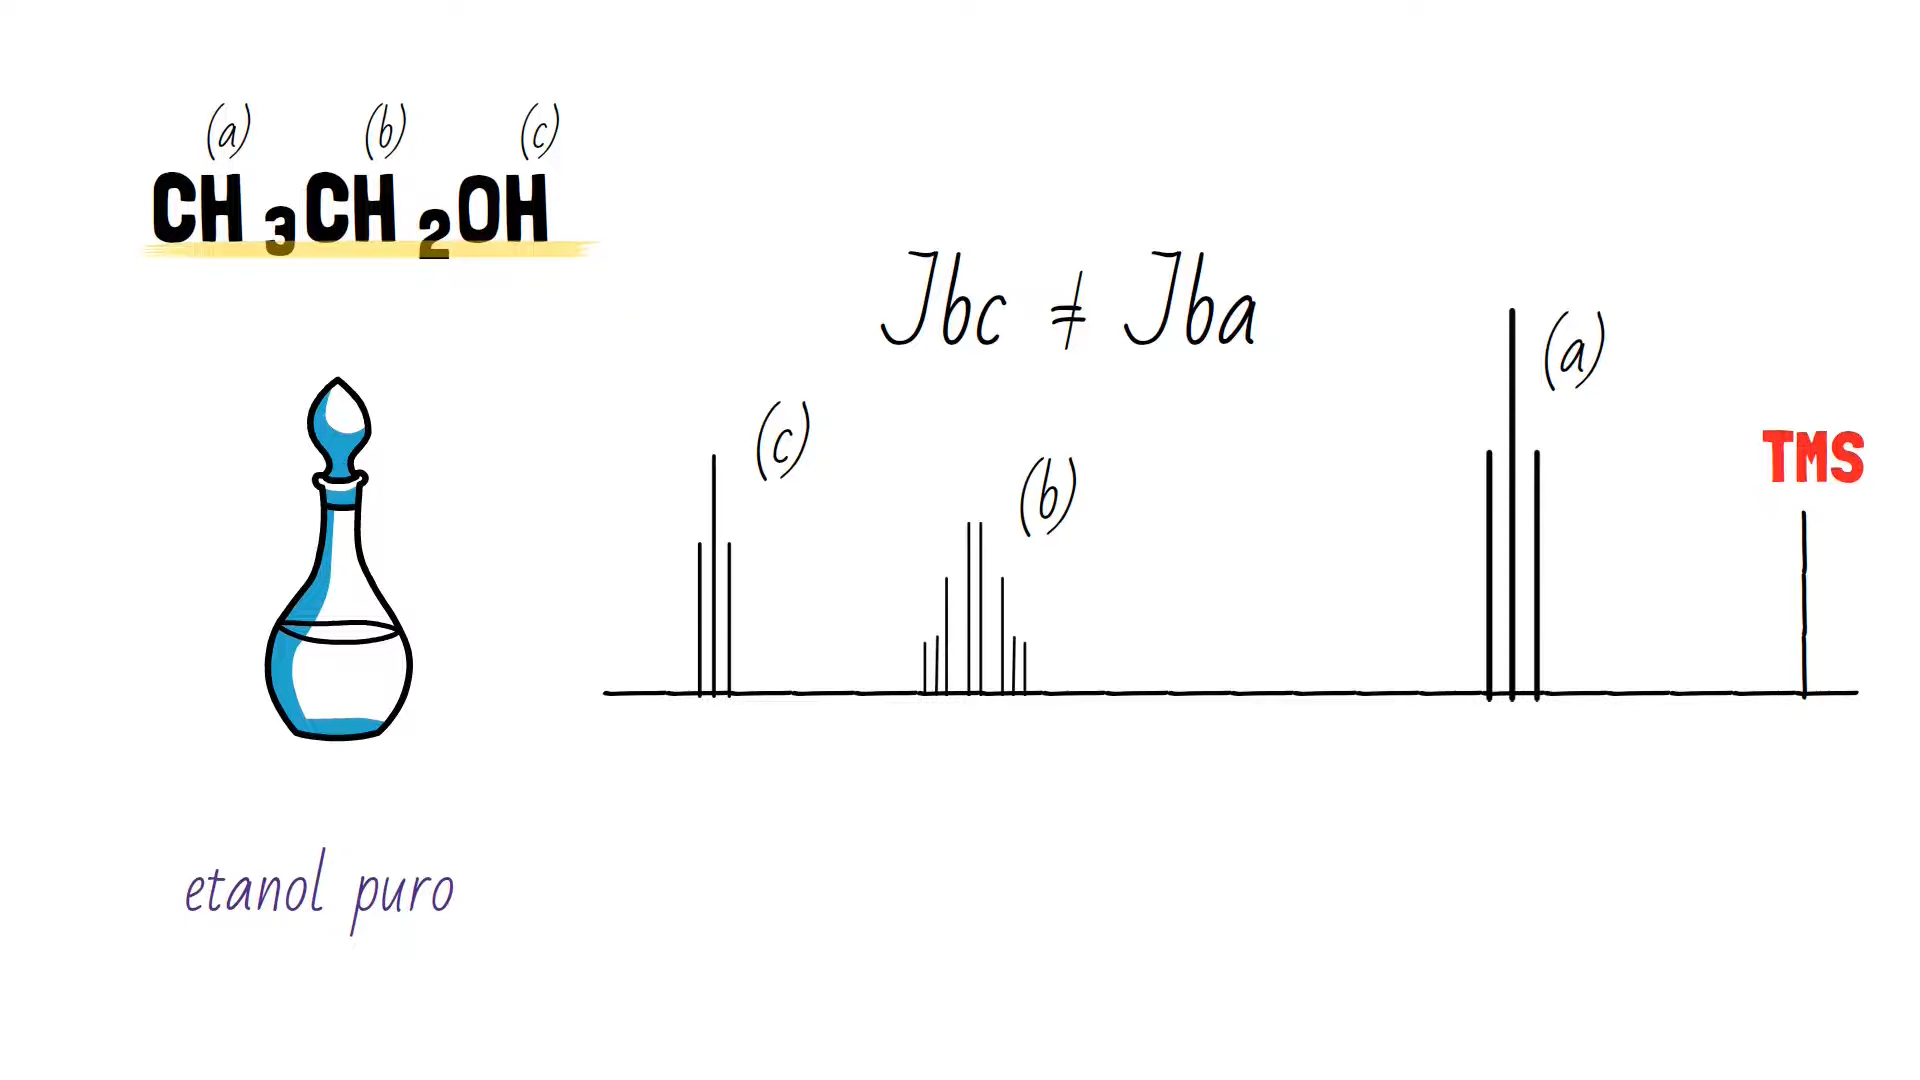 (a) (b) (c)
CH3CH2OH
Jbc ≠ Jba
(a)
(c)
TMS
(b)
etanol puro